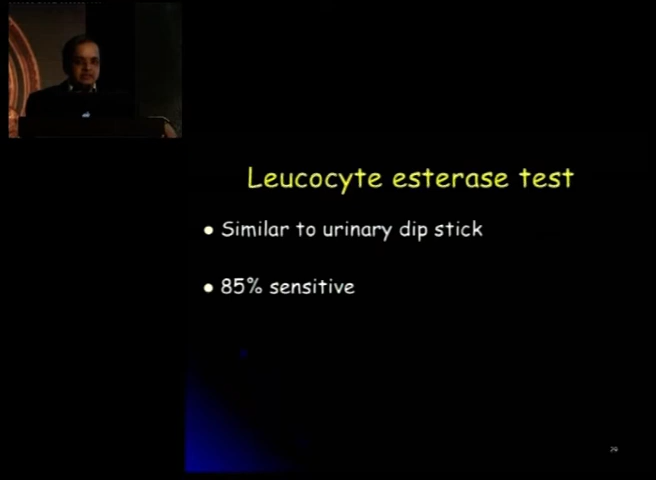 Leucocyte esterase test
• Similar to urinary dip stick
• 85% sensitive
29